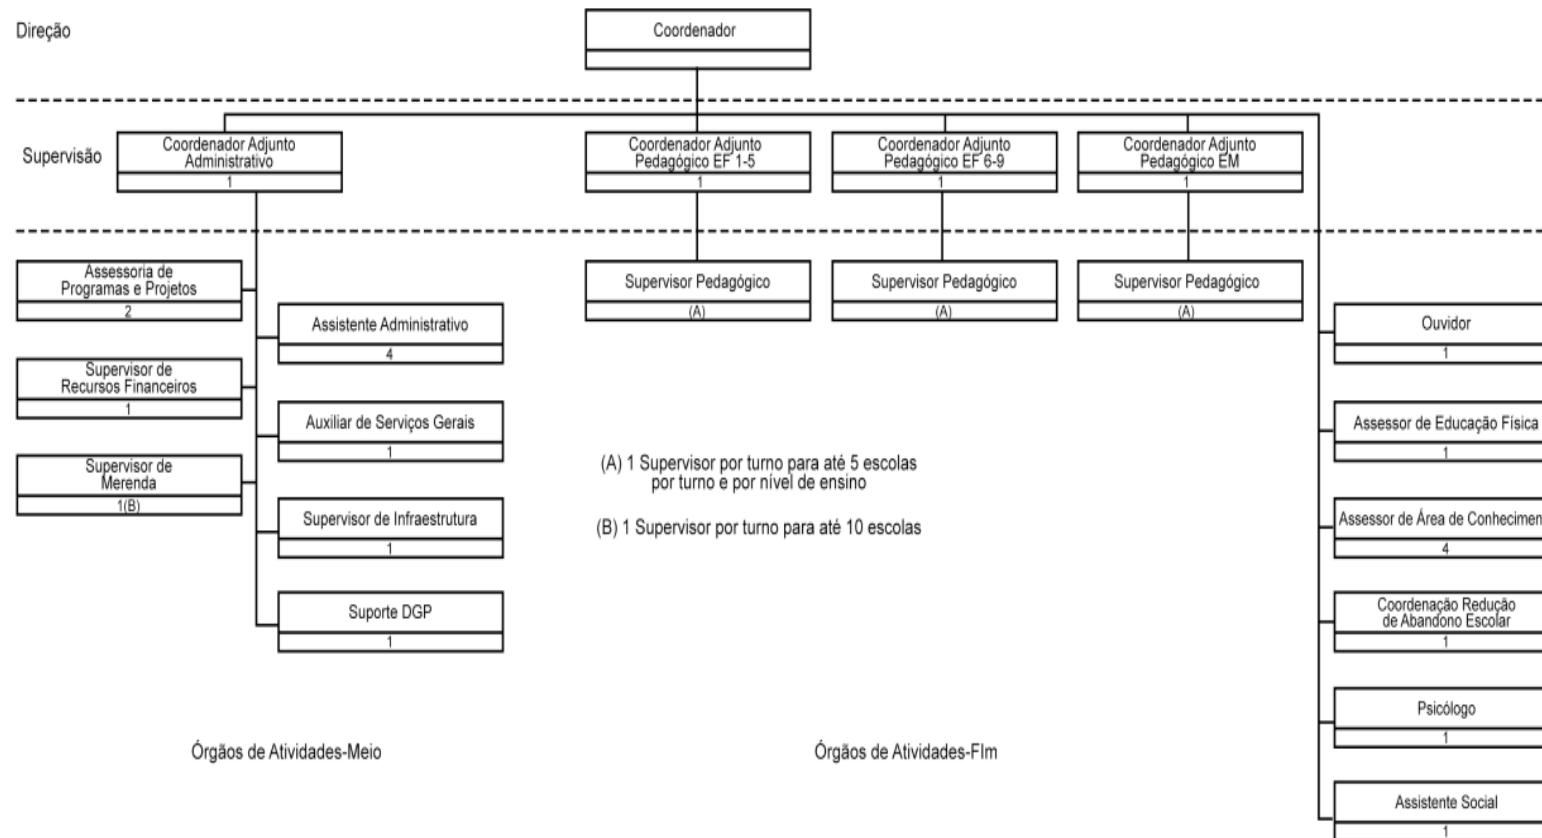 Direção
Coordenador
Supervisão
Coordenador Adjunto
Administrativo
1
Coordenador Adjunto
Pedagógico EF 1-5
1
Coordenador Adjunto
Pedagógico EF 6-9
1
Coordenador Adjunto
Pedagógico EM
1
Assessoria de
Programas e Projetos
2
Supervisor de
Recursos Financeiros
1
Supervisor de
Merenda
1(B)
Assistente Administrativo
4
Auxiliar de Serviços Gerais
1
Supervisor de Infraestrutura
1
Suporte DGP
1
Supervisor Pedagógico
(A)
Supervisor Pedagógico
(A)
Supervisor Pedagógico
(A)
(A) 1 Supervisor por turno para até 5 escolas
por turno e por nível de ensino
(B) 1 Supervisor por turno para até 10 escolas
Ouvidor
1
Assessor de Educação Física
1
Assessor de Área de Conhecimen
4
Coordenação Redução
de Abandono Escolar
1
Psicólogo
1
Assistente Social
1
Órgãos de Atividades-Meio
Órgãos de Atividades-FIm